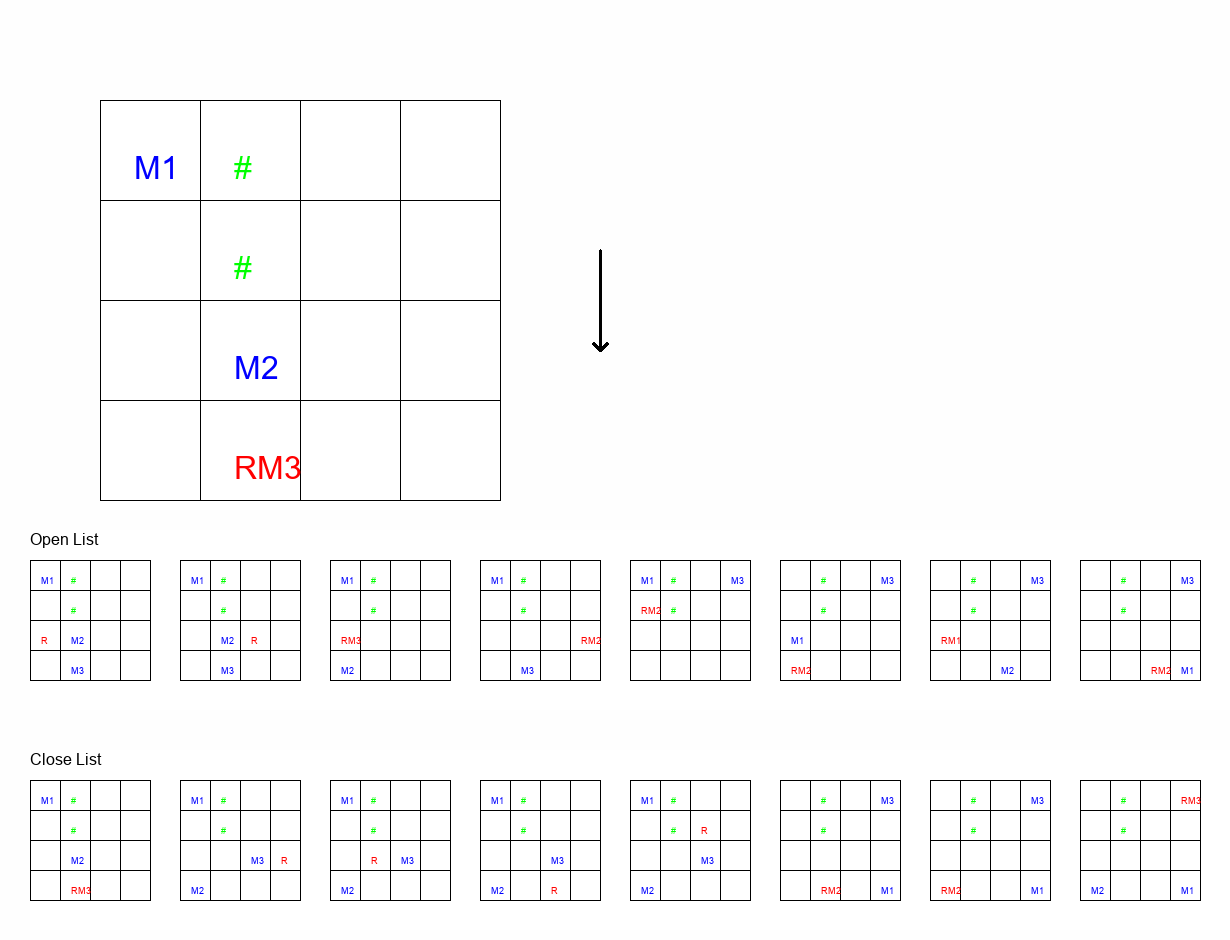 M1 #
#
M2
RM3
Open List
M1 # M1 # M1 # M1 # M1 # M3 # M3 # M3 # M3
# # # # RM2 # # # #
R M2 M2 R RM3 RM2 M1 RM1
M3 M3 M2 M3 RM2 M2 RM2 M1
Close List
M1 # M1 # M1 # M1 # M1 # # M3 # M3 # RM3
# # # # # R # # #
M2 M3 R R M3 M3 M3
RM3 M2 M2 M2 R M2 RM2 M1 RM2 M1 M2 M1